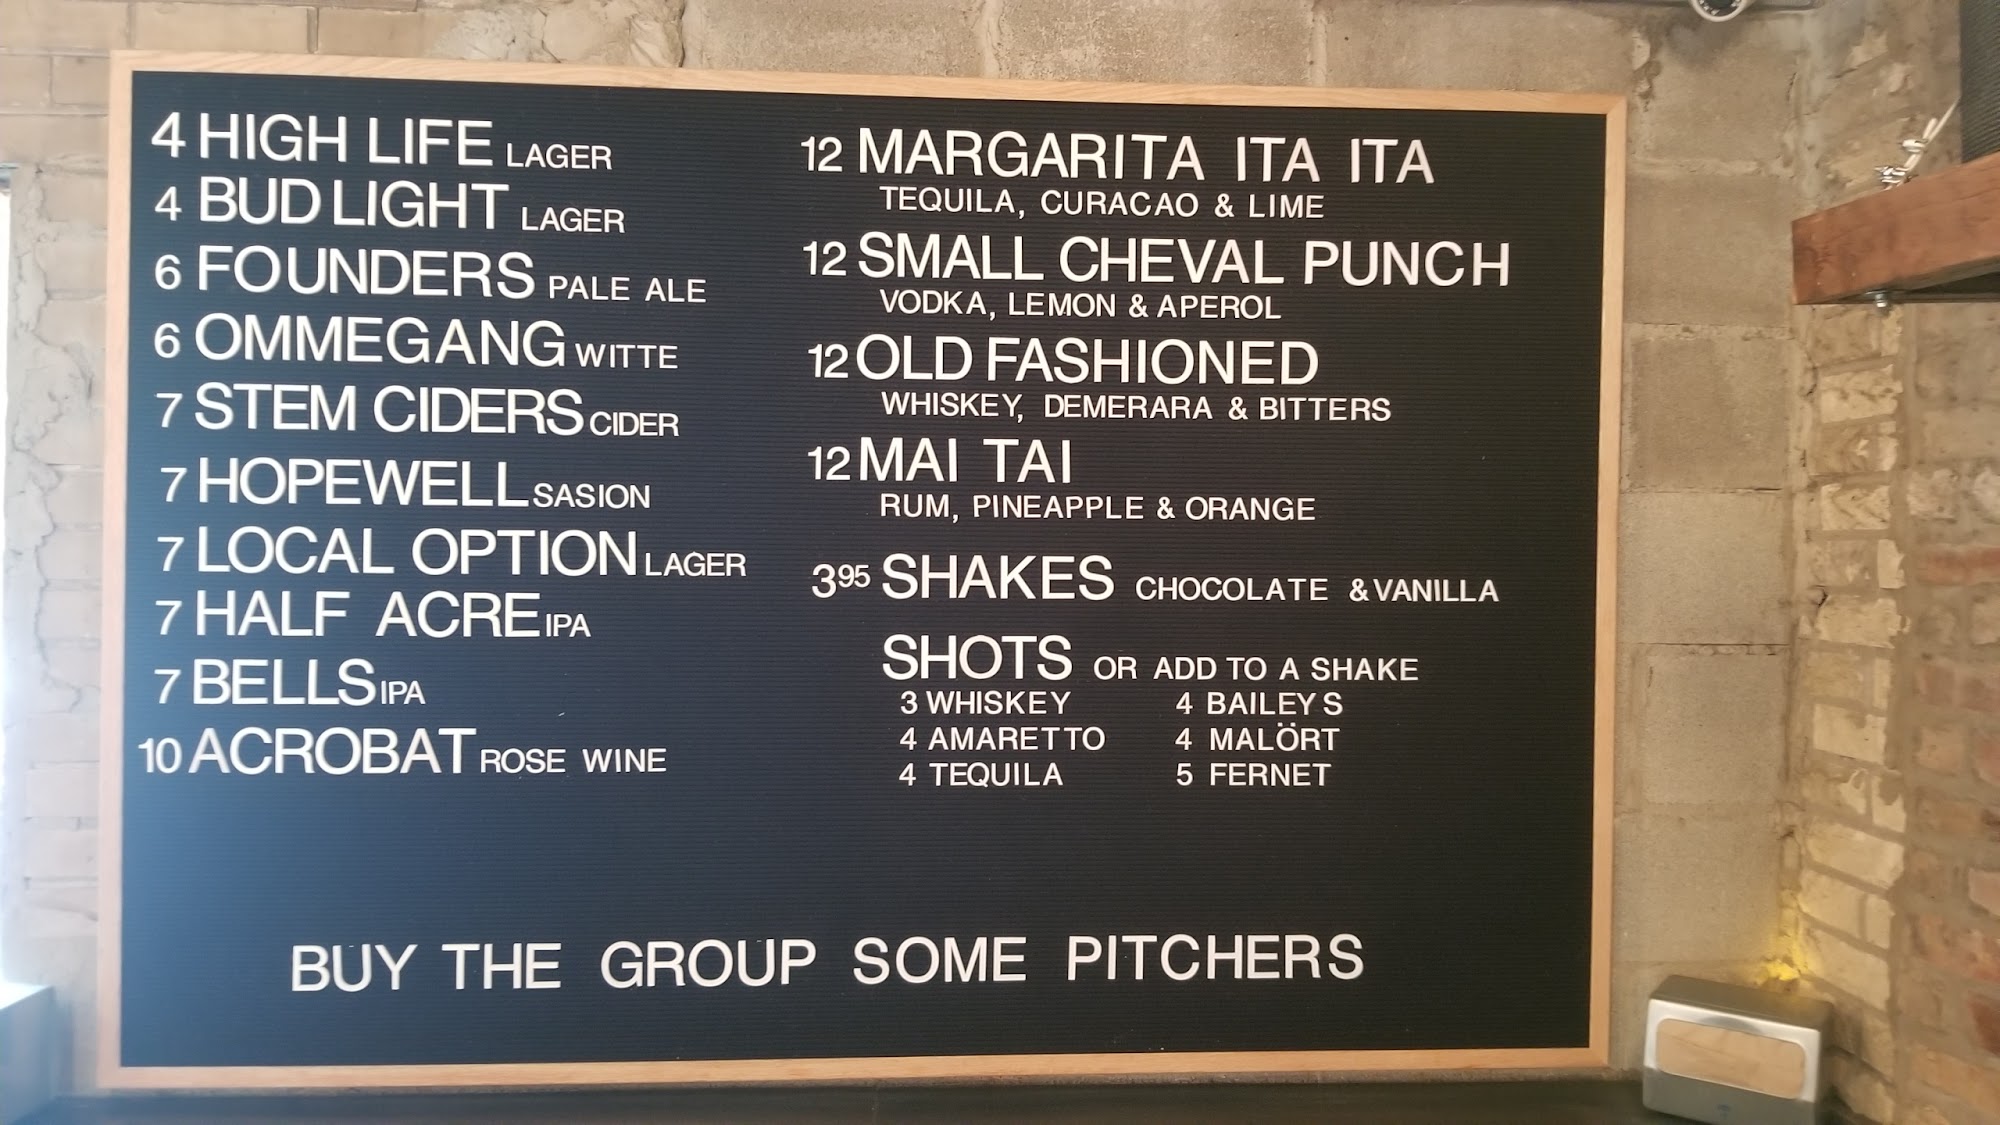 4 HIGH LIFE LAGER
4 BUD LIGHT LAGER
6 FOUNDERS PALE ALE
6 OMMEGANG WITTE
7 STEM CIDERS CIDER
7 HOPEWELL SASION
7 LOCAL OPTION LAGER
7 HALF ACRE IPA
7 BELLS IPA
10 ACROBAT ROSE WINE
12 MARGARITA ITA ITA
TEQUILA, CURACAO & LIME
12 SMALL CHEVAL PUNCH
VODKA, LEMON & APEROL
12 OLD FASHIONED
WHISKEY, DEMERARA & BITTERS
12 MAI TAI
RUM, PINEAPPLE & ORANGE
3 95 SHAKES CHOCOLATE & VANILLA
SHOTS OR ADD TO A SHAKE
3 WHISKEY 4 BAILEYS
4 AMARETTO 4 MALÖRT
4 TEQUILA 5 FERNET
BUY THE GROUP SOME PITCHERS